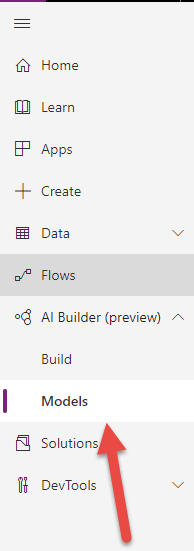 Home
Learn
Apps
Create
Data
Flows
AI Builder (preview)
Build
Models
Solutions
DevTools